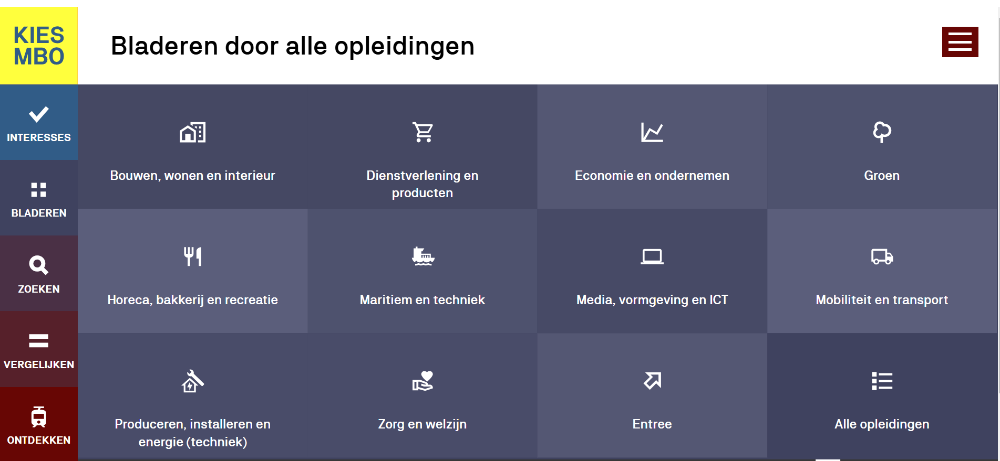 KIES
MBO
Bladeren door alle opleidingen
INTERESSES
BLADEREN
ZOEKEN
VERGELIJKEN
ONTDEKKEN
Bouwen, wonen en interieur
Dienstverlening en
producten
Economie en ondernemen
Groen
Horeca, bakkerij en recreatie
Maritiem en techniek
Media, vormgeving en ICT
Mobiliteit en transport
Produceren, installeren en
energie (techniek)
Zorg en welzijn
Entree
Alle opleidingen